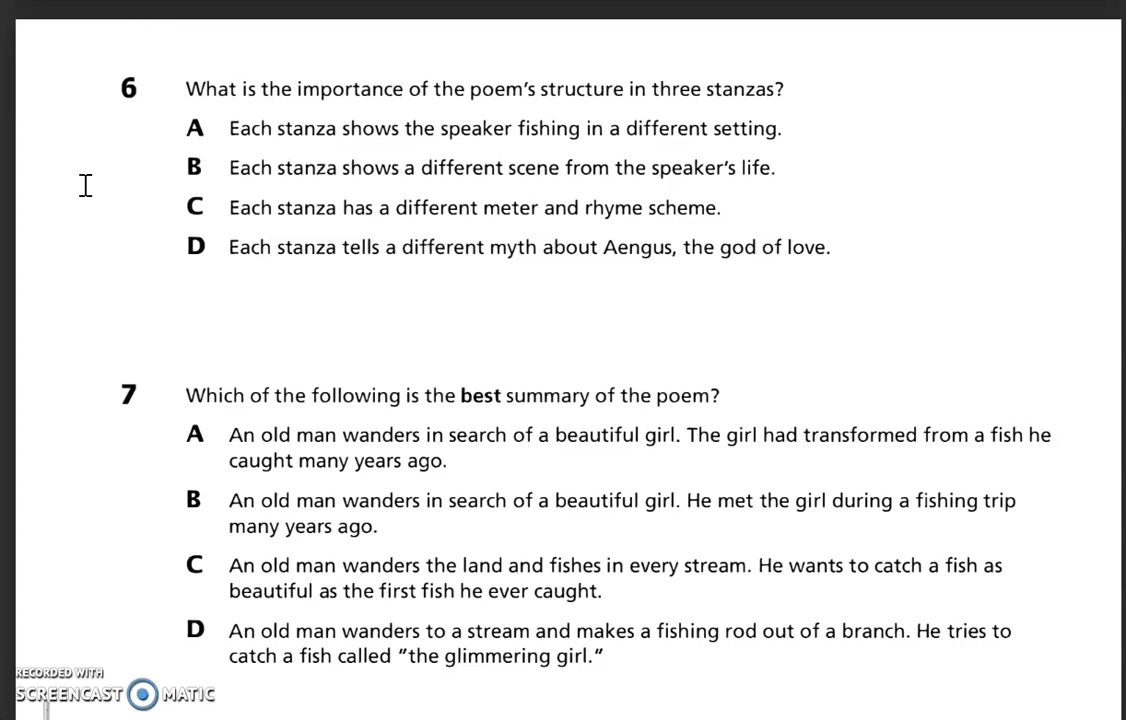 6 What is the importance of the poem's structure in three stanzas?
A Each stanza shows the speaker fishing in a different setting.
B Each stanza shows a different scene from the speaker's life.
C Each stanza has a different meter and rhyme scheme.
D Each stanza tells a different myth about Aengus, the god of love.
7 Which of the following is the best summary of the poem?
A An old man wanders in search of a beautiful girl. The girl had transformed from a fish he
caught many years ago.
B An old man wanders in search of a beautiful girl. He met the girl during a fishing trip
many years ago.
C An old man wanders the land and fishes in every stream. He wants to catch a fish as
beautiful as the first fish he ever caught.
D An old man wanders to a stream and makes a fishing rod out of a branch. He tries to
catch a fish called "the glimmering girl."
RECORDED WITH
SCREENCAST MATIC